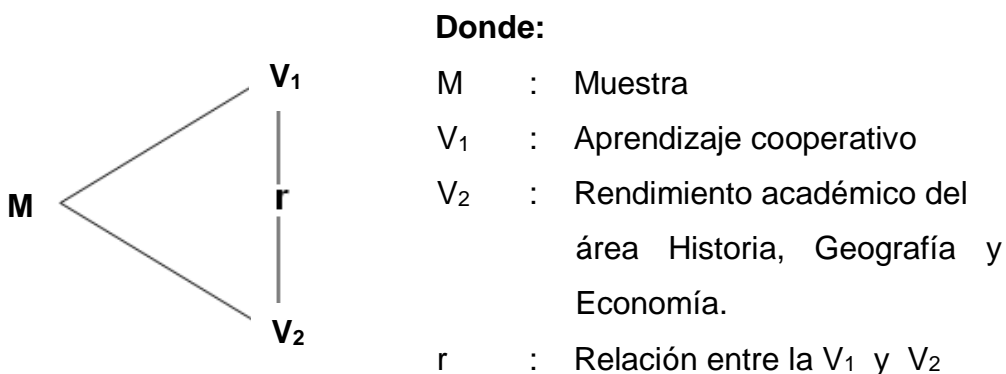 Donde:
V₁
M : Muestra
V₁ : Aprendizaje cooperativo
M
r
V₂ : Rendimiento académico del
área Historia, Geografía y
Economía.
V₂
r : Relación entre la V₁ y V₂